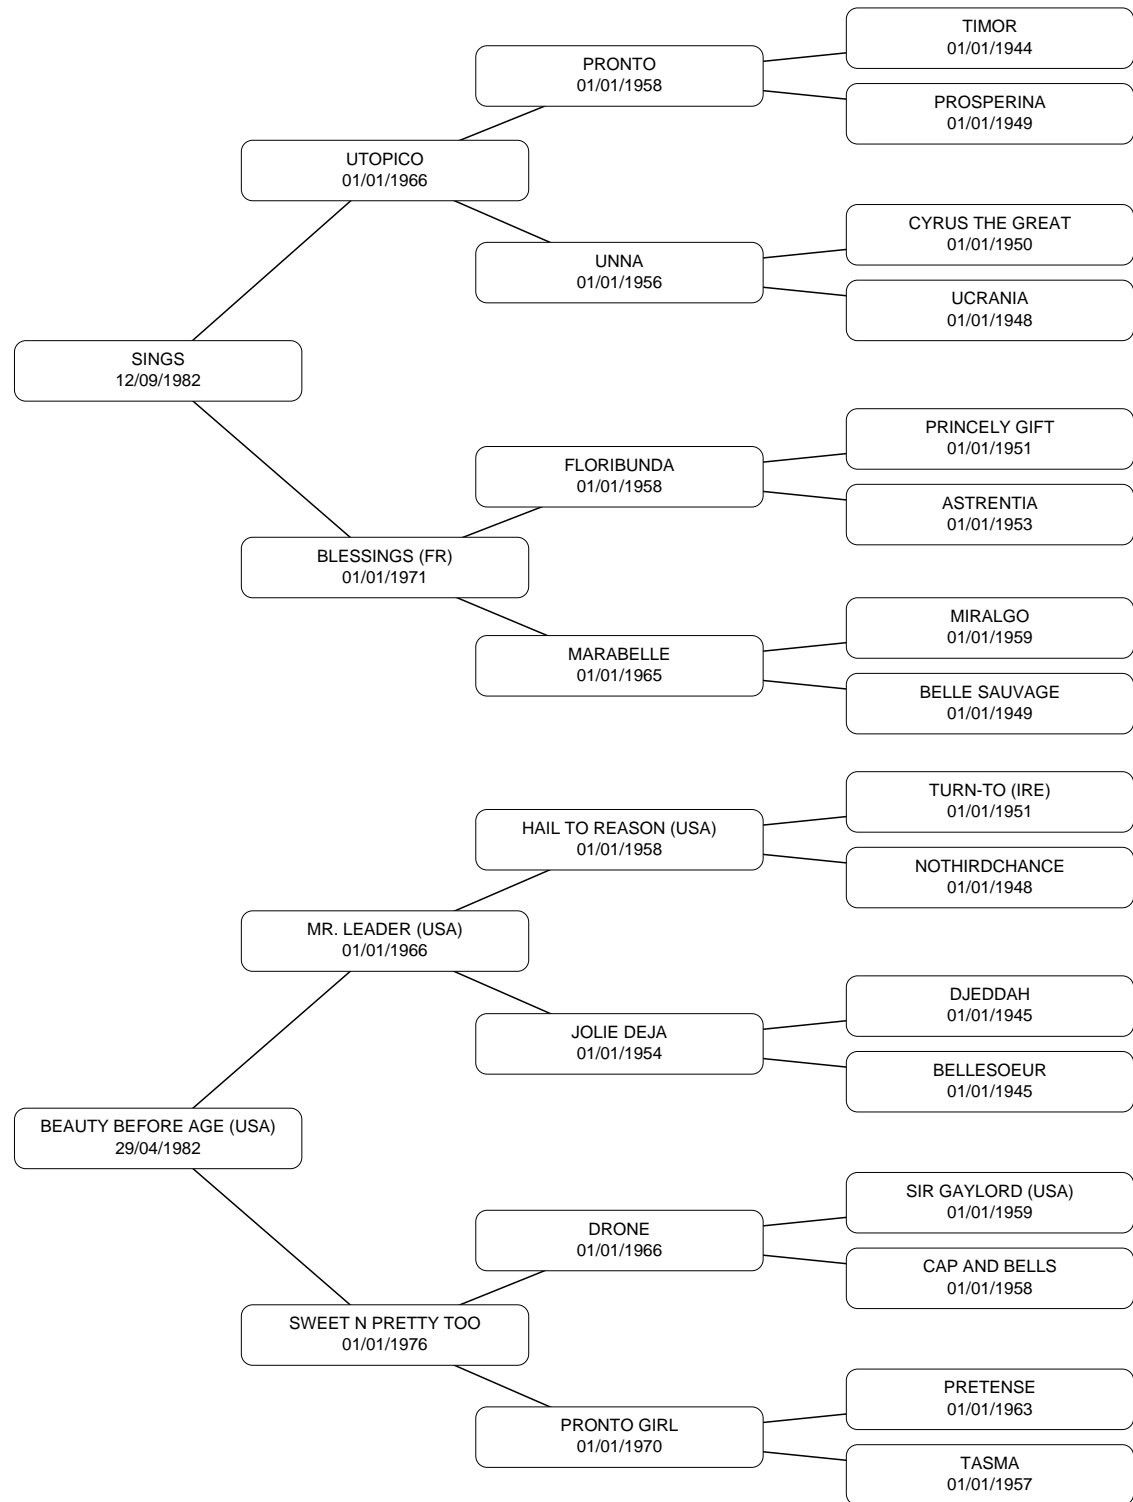 TIMOR
01/01/1944
PRONTO
01/01/1958
PROSPERINA
01/01/1949
UTOPICO
01/01/1966
CYRUS THE GREAT
01/01/1950
UNNA
01/01/1956
UCRANIA
01/01/1948
SINGS
12/09/1982
PRINCELY GIFT
01/01/1951
FLORIBUNDA
01/01/1958
ASTRENTIA
01/01/1953
BLESSINGS (FR)
01/01/1971
MIRALGO
01/01/1959
MARABELLE
01/01/1965
BELLE SAUVAGE
01/01/1949
TURN-TO (IRE)
01/01/1951
HAIL TO REASON (USA)
01/01/1958
NOTHIRDCHANCE
01/01/1948
MR. LEADER (USA)
01/01/1966
DJEDDAH
01/01/1945
JOLIE DEJA
01/01/1954
BELLESOEUR
01/01/1945
BEAUTY BEFORE AGE (USA)
29/04/1982
SIR GAYLORD (USA)
01/01/1959
DRONE
01/01/1966
CAP AND BELLS
01/01/1958
SWEET N PRETTY TOO
01/01/1976
PRETENSE
01/01/1963
PRONTO GIRL
01/01/1970
TASMA
01/01/1957